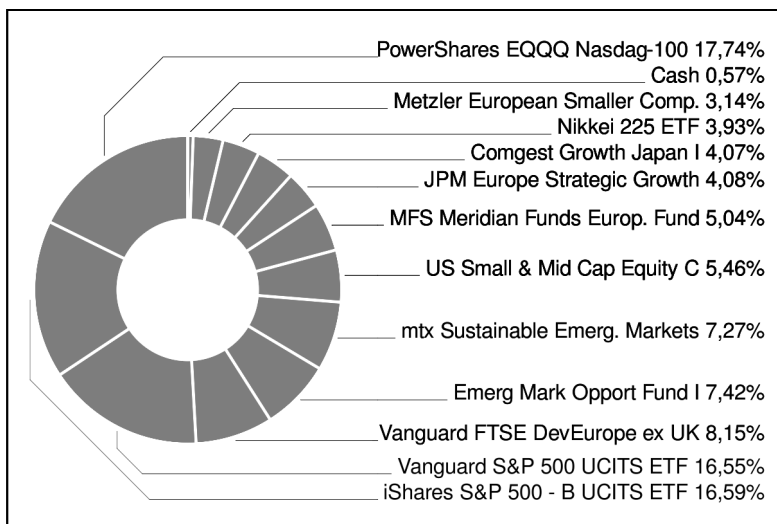 PowerShares EQQQ Nasdag-100 17,74%
Cash 0,57%
Metzler European Smaller Comp. 3,14%
Nikkei 225 ETF 3,93%
Comgest Growth Japan I 4,07%
JPM Europe Strategic Growth 4,08%
MFS Meridian Funds Europ. Fund 5,04%
US Small & Mid Cap Equity C 5,46%
mtx Sustainable Emerg. Markets 7,27%
Emerg Mark Opport Fund I 7,42%
Vanguard FTSE DevEurope ex UK 8,15%
Vanguard S&P 500 UCITS ETF 16,55%
iShares S&P 500 - B UCITS ETF 16,59%